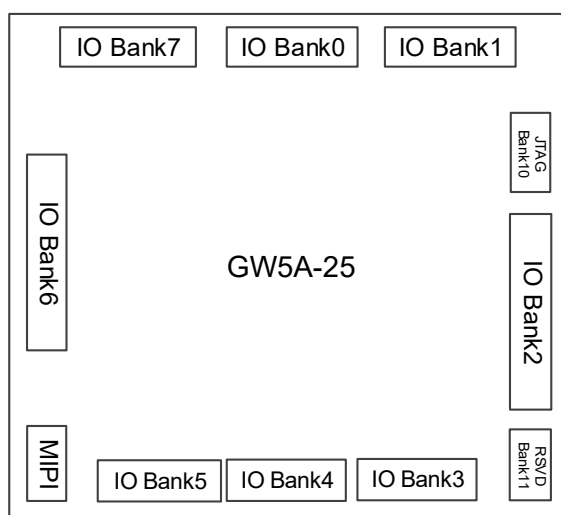 IO Bank7
IO Bank0
IO Bank1
JTAG
Bank10
IO Bank6
GW5A-25
IO Bank2
MIPI
IO Bank5
IO Bank4
IO Bank3
RSVD
Bank11